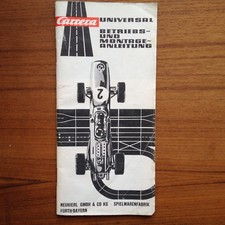 Carrera UNIVERSAL
BETRIEBS-
UND
MONTAGE-
ANLEITUNG
2
NEUHIERL GMBH & CO KG SPIELWARENFABRIK
FÜRTH/BAYERN